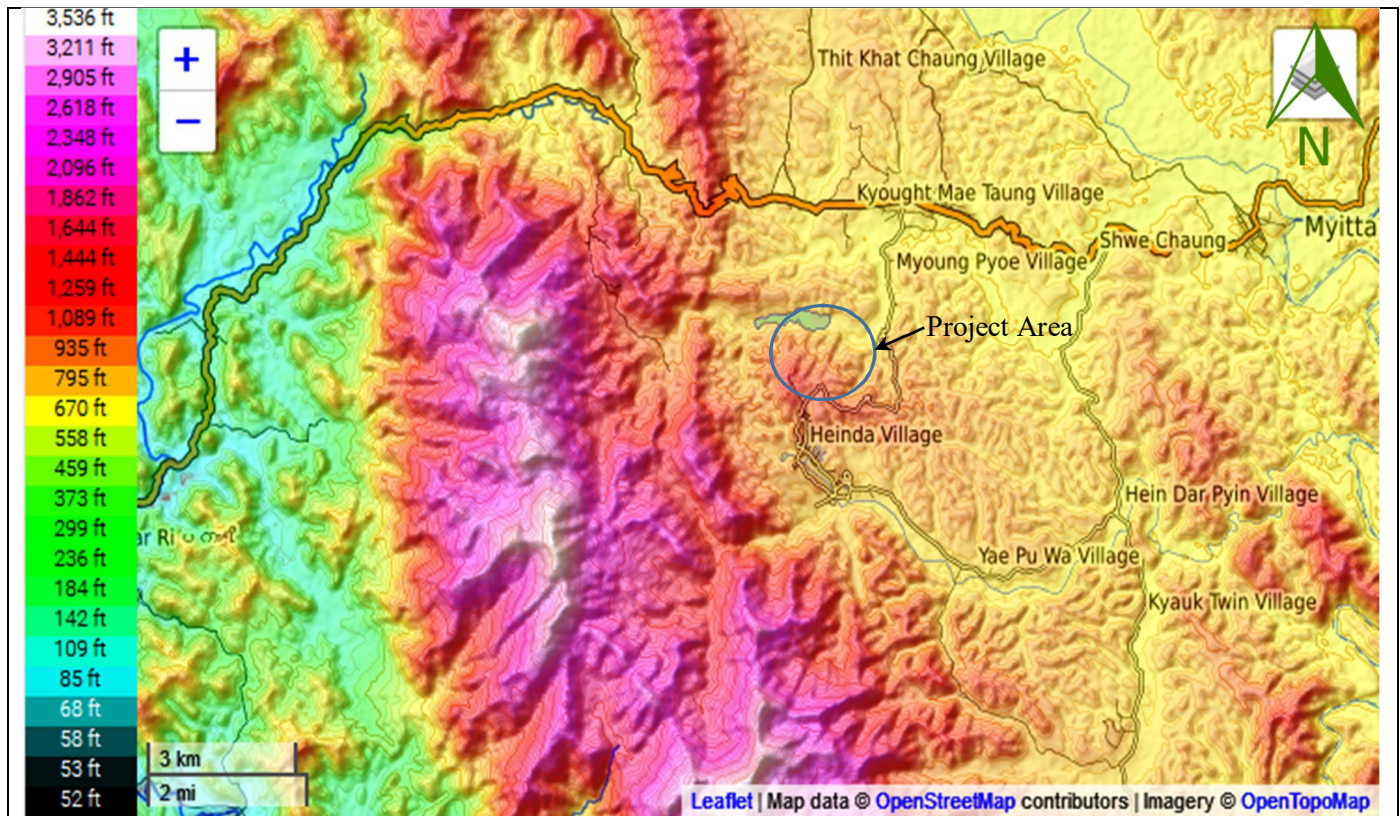 3,536 ft
3,211 ft
2,905 ft
2,618 ft
2,348 ft
2,096 ft
1,862 ft
1,644 ft
1,444 ft
1,259 ft
1,089 ft
935 ft
795 ft
670 ft
558 ft
459 ft
373 ft
299 ft
236 ft
184 ft
142 ft
109 ft
85 ft
68 ft
58 ft
53 ft
52 ft
+
−
Thit Khat Chaung Village
N
Kyought Mae Taung Village
Myitta
Shwe Chaung
Myoung Pyoe Village
Project Area
Heinda Village
Hein Dar Pyin Village
ar Ri
Yae Pu Wa Village
Kyauk Twin Village
3 km
2 mi
Leaflet | Map data © OpenStreetMap contributors | Imagery © OpenTopoMap